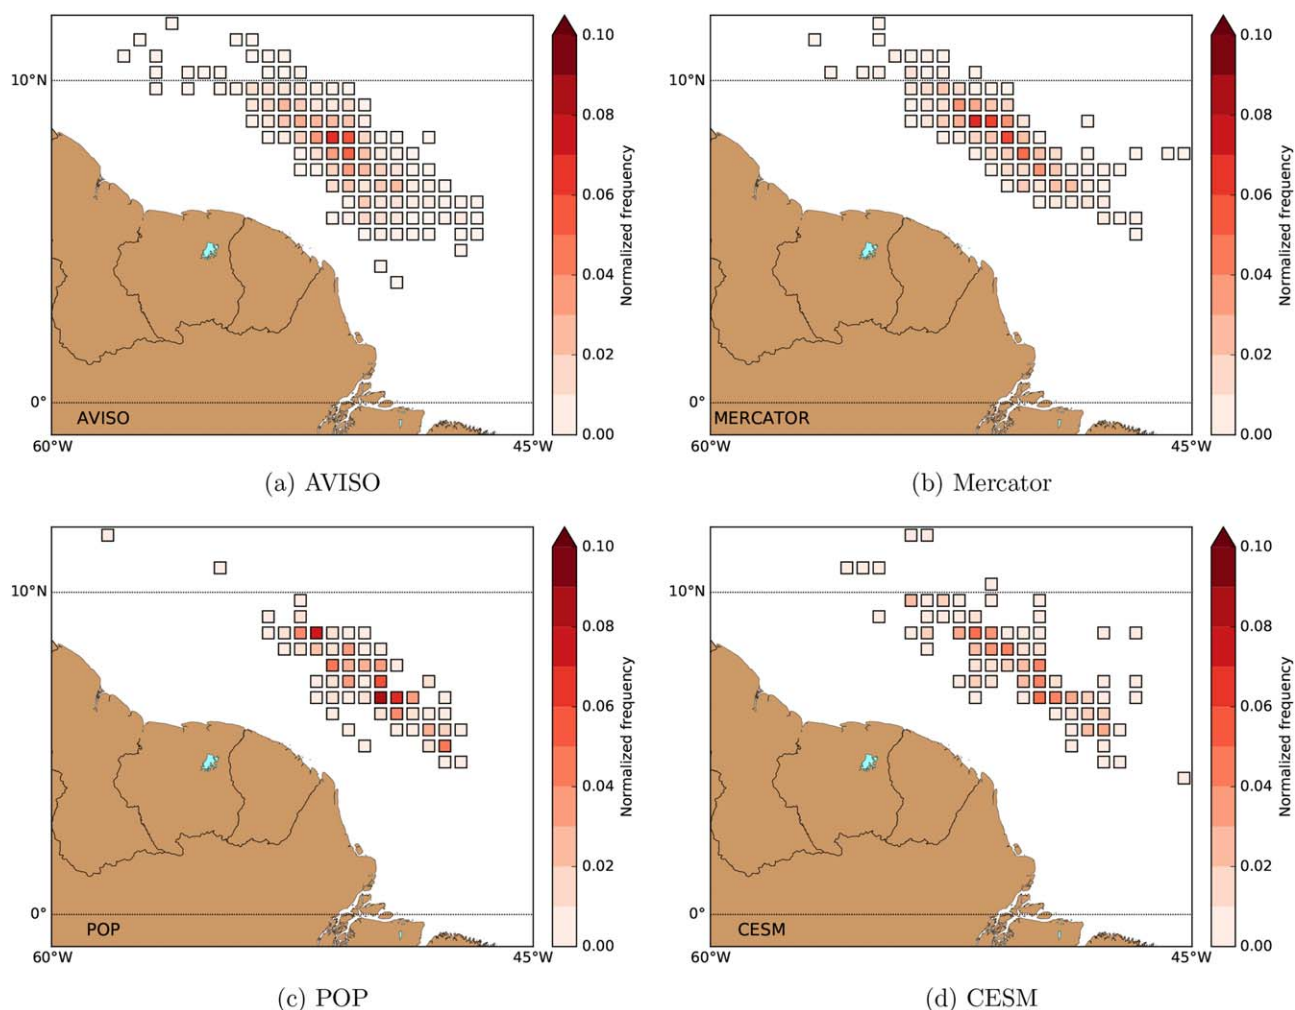 10°N
0°
60°W
45°W
AVISO
0.10
0.08
0.06
0.04
0.02
0.00
Normalized frequency
(a) AVISO
60°W
45°W
MERCATOR
0.10
0.08
0.06
0.04
0.02
0.00
Normalized frequency
(b) Mercator
10°N
0°
60°W
45°W
POP
0.10
0.08
0.06
0.04
0.02
0.00
Normalized frequency
(c) POP
60°W
45°W
CESM
0.10
0.08
0.06
0.04
0.02
0.00
Normalized frequency
(d) CESM